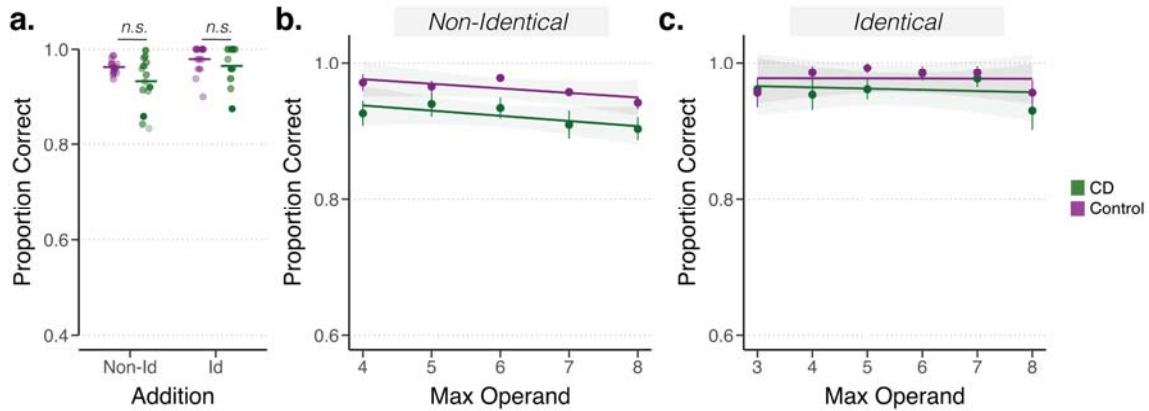 a.
n.s. n.s.
1.0
0.8
0.6
0.4
Proportion Correct
Non-Id Id
Addition
b.
Non-Identical
1.0
0.8
0.6
Proportion Correct
4 5 6 7 8
Max Operand
c.
Identical
1.0
0.8
0.6
Proportion Correct
3 4 5 6 7 8
Max Operand
CD
Control